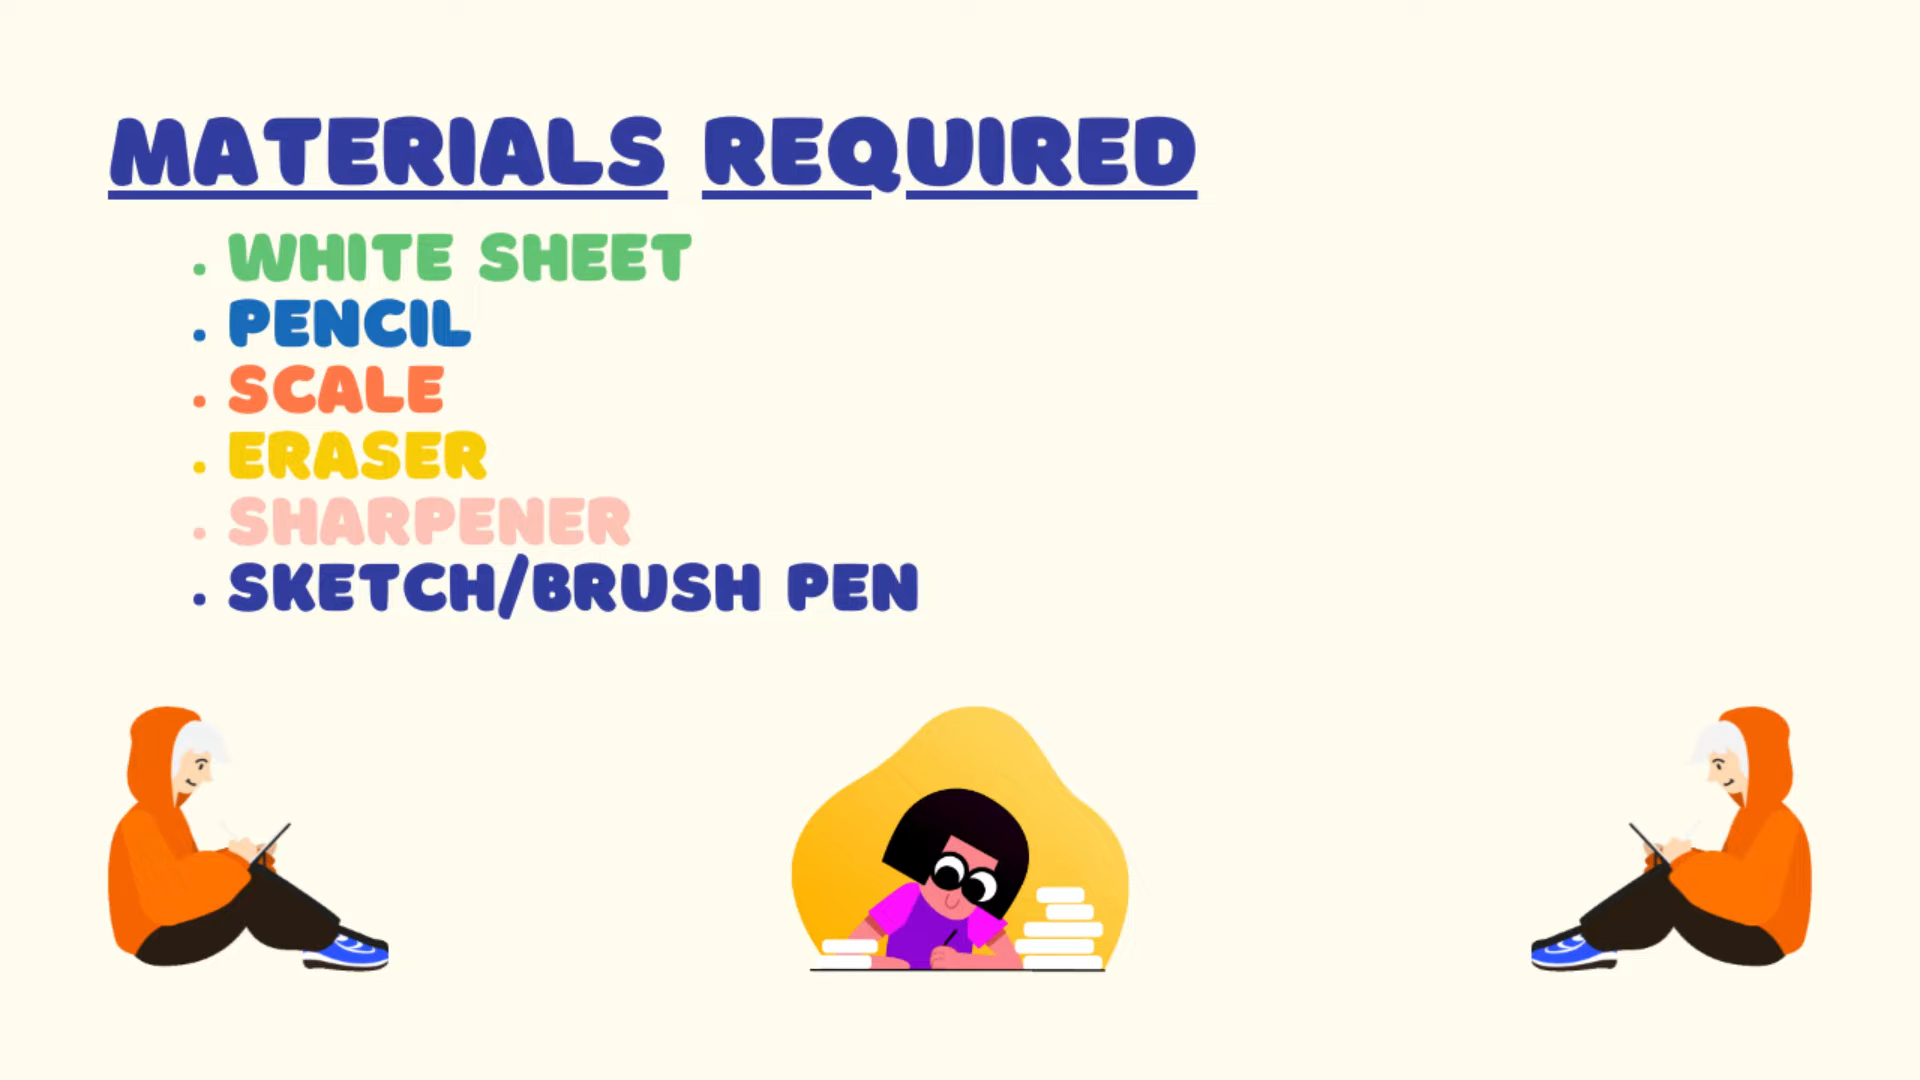 MATERIALS REQUIRED
. WHITE SHEET
. PENCIL
. SCALE
. ERASER
. SHARPENER
. SKETCH/BRUSH PEN